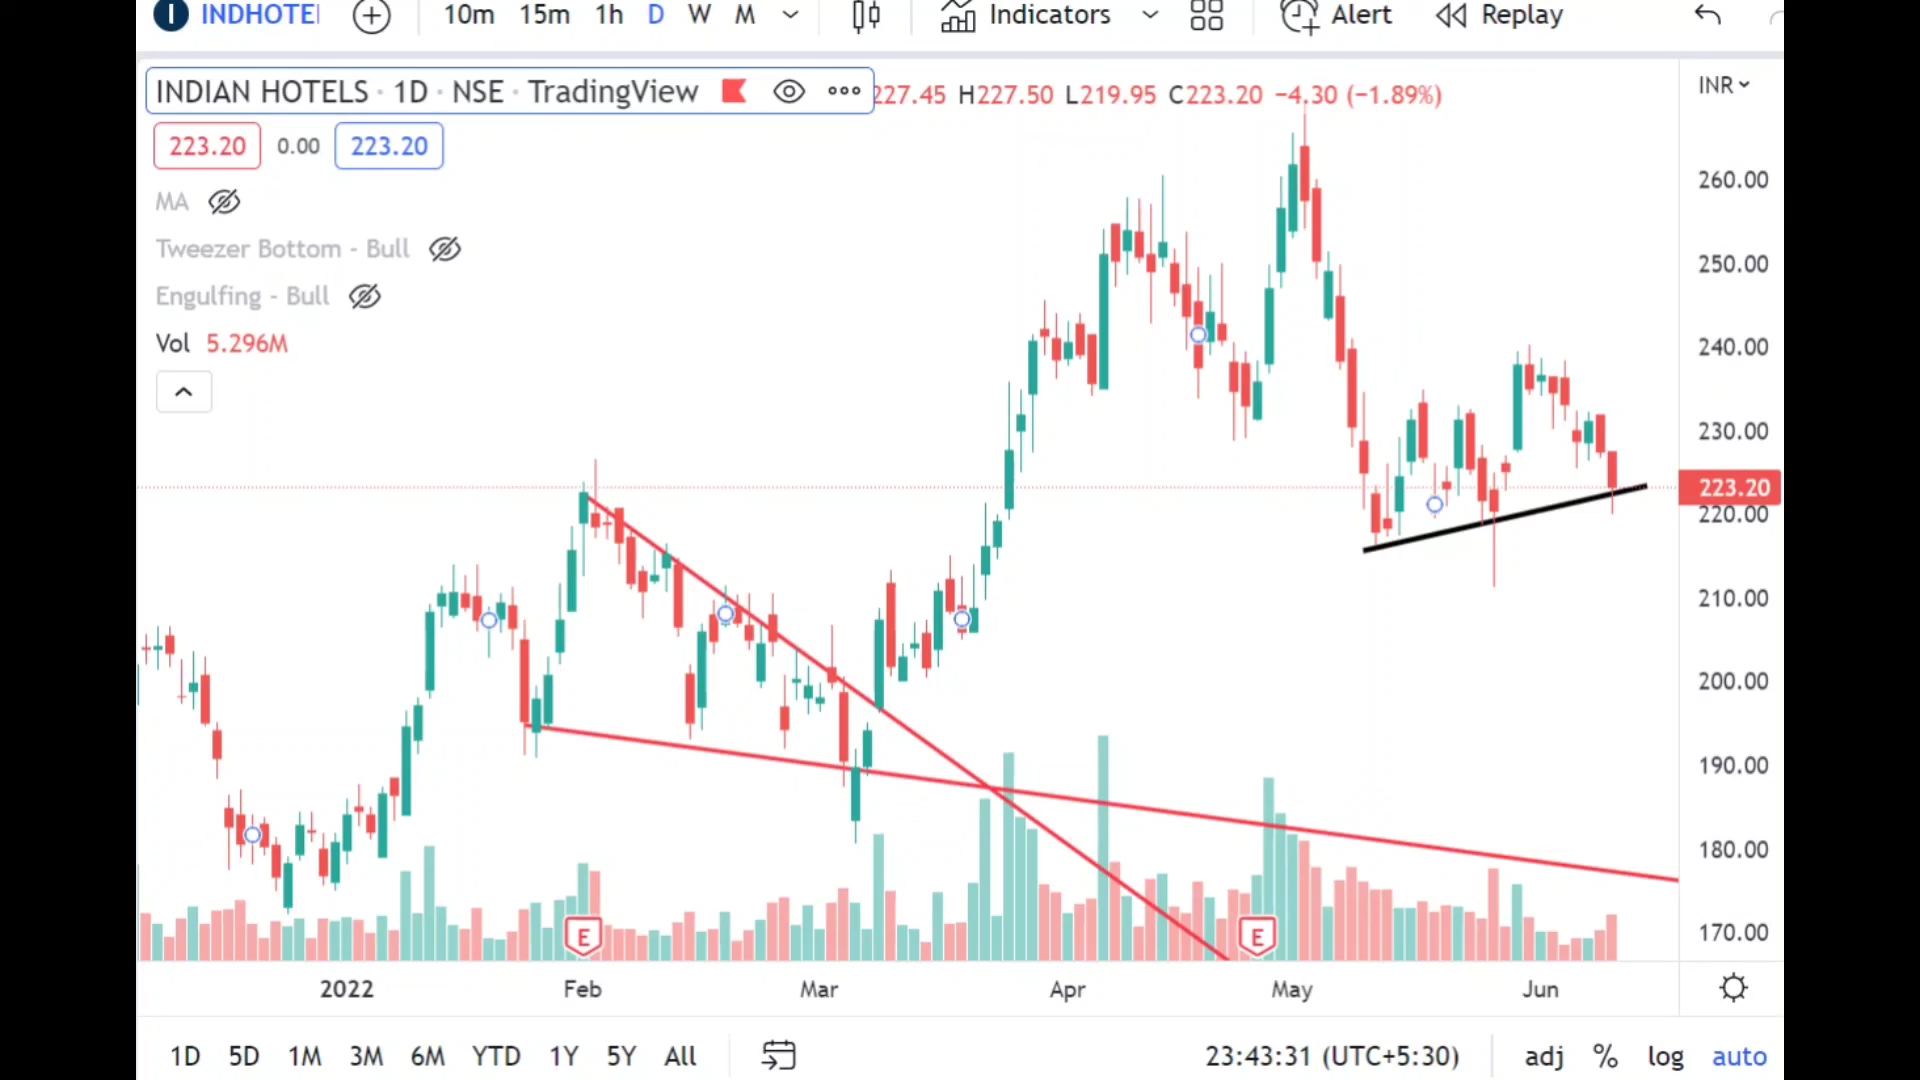 I INDHOTE 10m 15m 1h D W M Indicators Alert Replay
INDIAN HOTELS · 1D · NSE · TradingView 227.45 H227.50 L219.95 C223.20 −4.30 (−1.89%) INR
223.20 0.00 223.20
MA
Tweezer Bottom - Bull
Engulfing - Bull
Vol 5.296M
260.00
250.00
240.00
230.00
223.20
220.00
210.00
200.00
190.00
180.00
170.00
E E
2022 Feb Mar Apr May Jun
1D 5D 1M 3M 6M YTD 1Y 5Y All 23:43:31 (UTC+5:30) adj % log auto